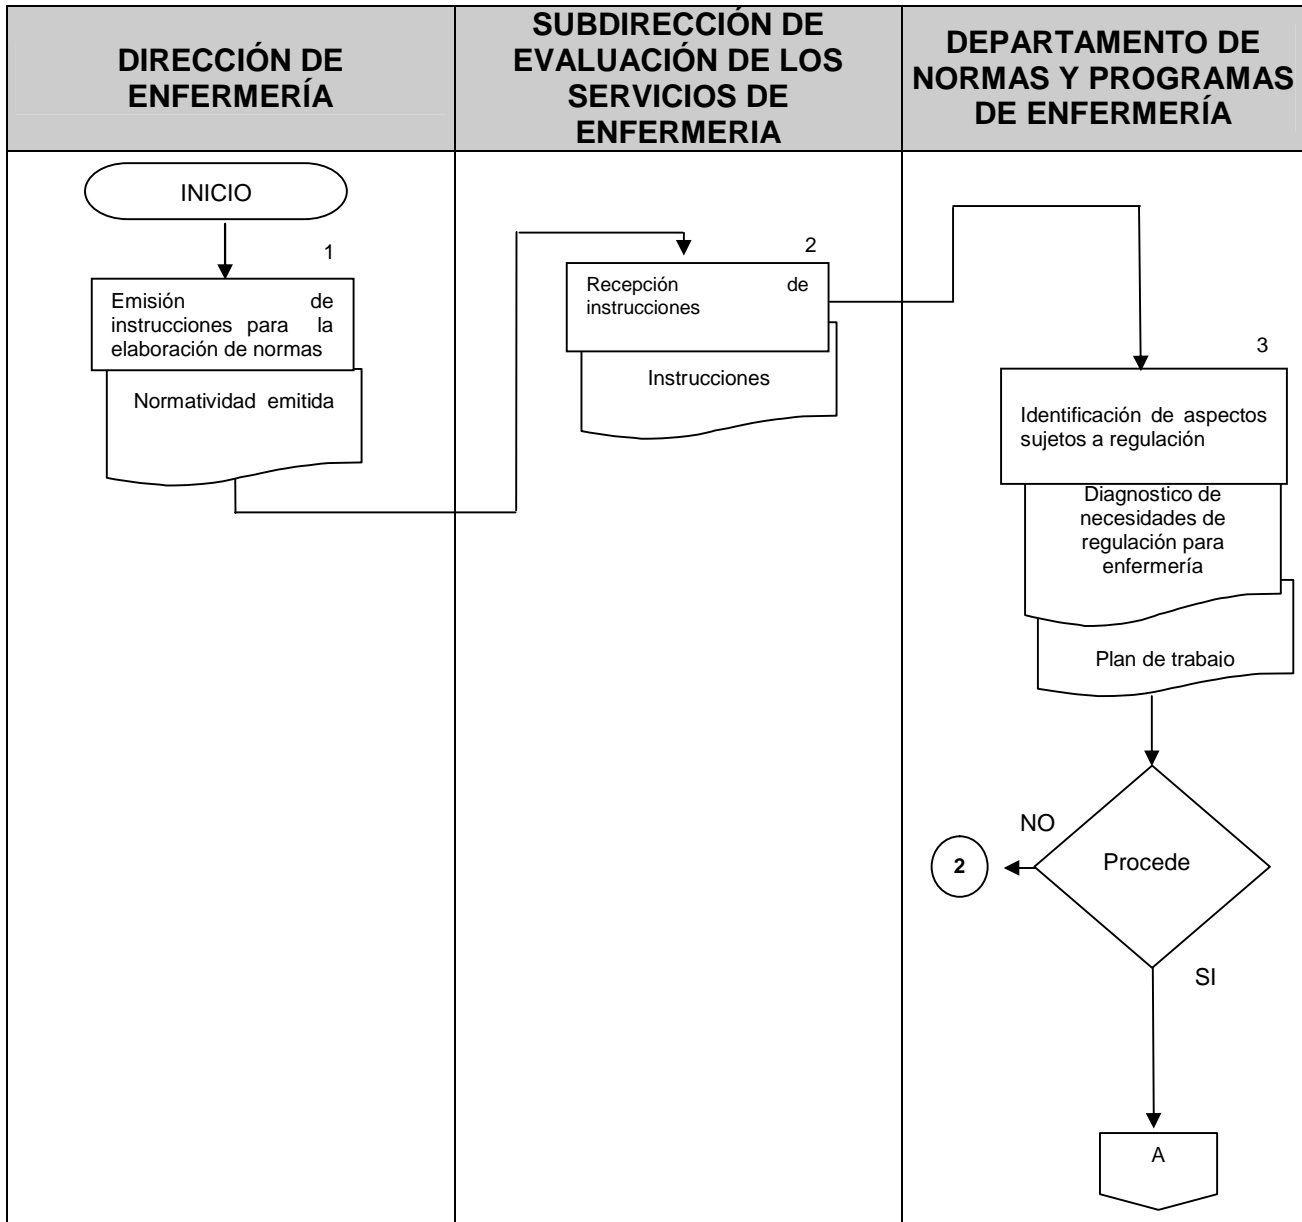 DIRECCIÓN DE
ENFERMERÍA
SUBDIRECCIÓN DE
EVALUACIÓN DE LOS
SERVICIOS DE
ENFERMERIA
DEPARTAMENTO DE
NORMAS Y PROGRAMAS
DE ENFERMERÍA
INICIO
1
Emisión de
instrucciones para la
elaboración de normas
Normatividad emitida
2
Recepción de
instrucciones
Instrucciones
3
Identificación de aspectos
sujetos a regulación
Diagnostico de
necesidades de
regulación para
enfermería
Plan de trabajo
NO
2
Procede
SI
A